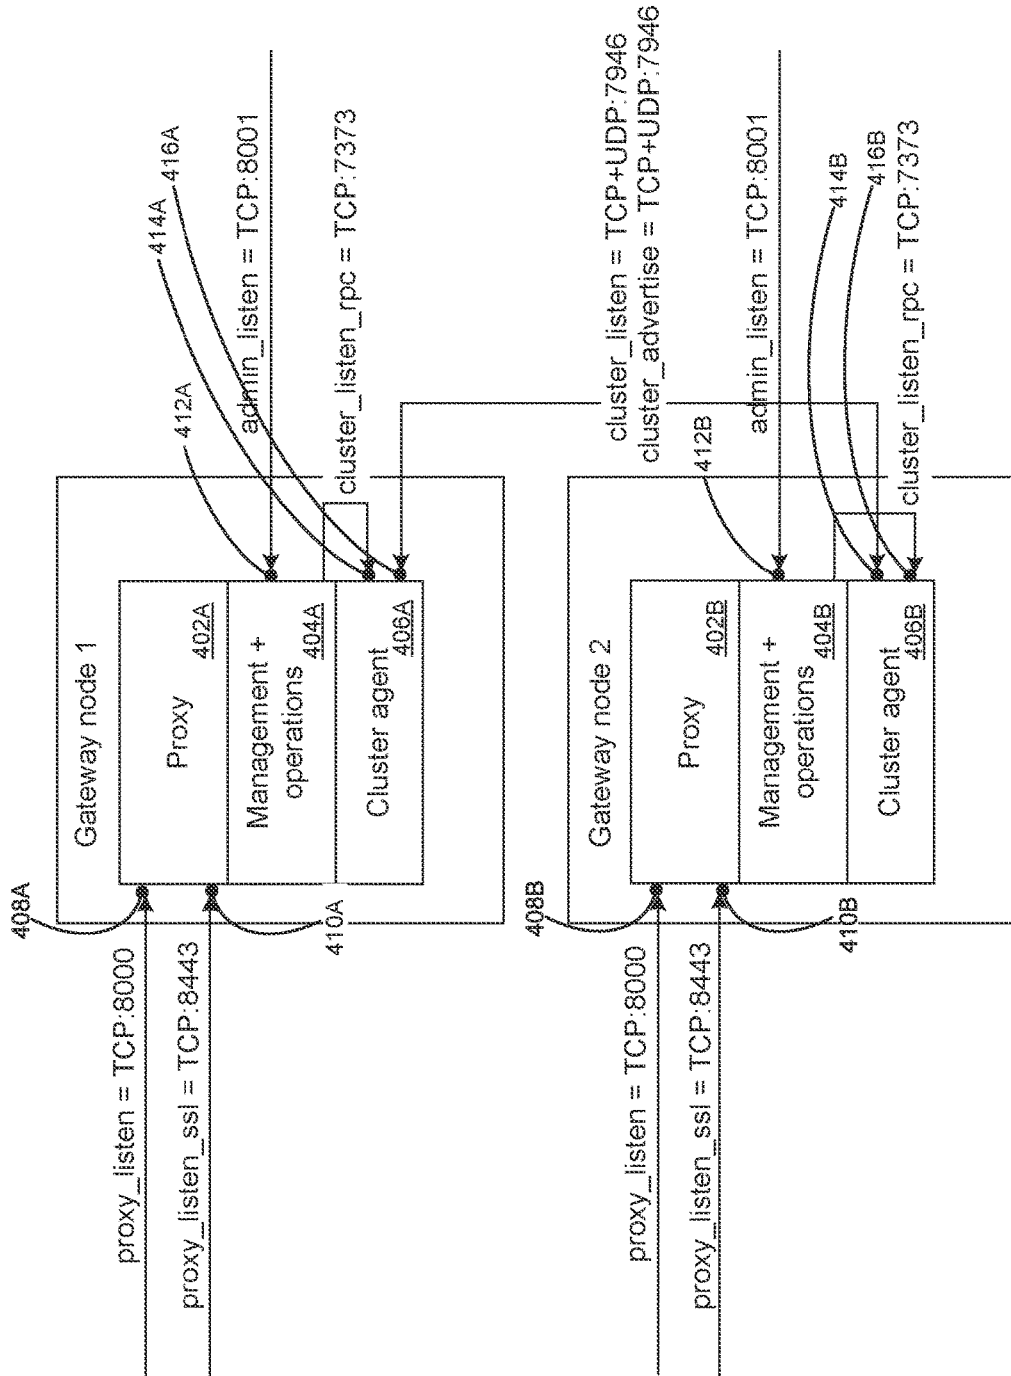 Gateway node 1
408A
proxy_listen = TCP:8000
proxy_listen_ssl = TCP:8443
410A
Proxy
402A
Management +
operations
404A
Cluster agent
406A
412A
414A
416A
admin_listen = TCP:8001
cluster_listen_rpc = TCP:7373
cluster_listen = TCP+UDP:7946
cluster_advertise = TCP+UDP:7946
Gateway node 2
408B
proxy_listen = TCP:8000
proxy_listen_ssl = TCP:8443
410B
Proxy
402B
Management +
operations
404B
Cluster agent
406B
412B
admin_listen = TCP:8001
414B
416B
cluster_listen_rpc = TCP:7373